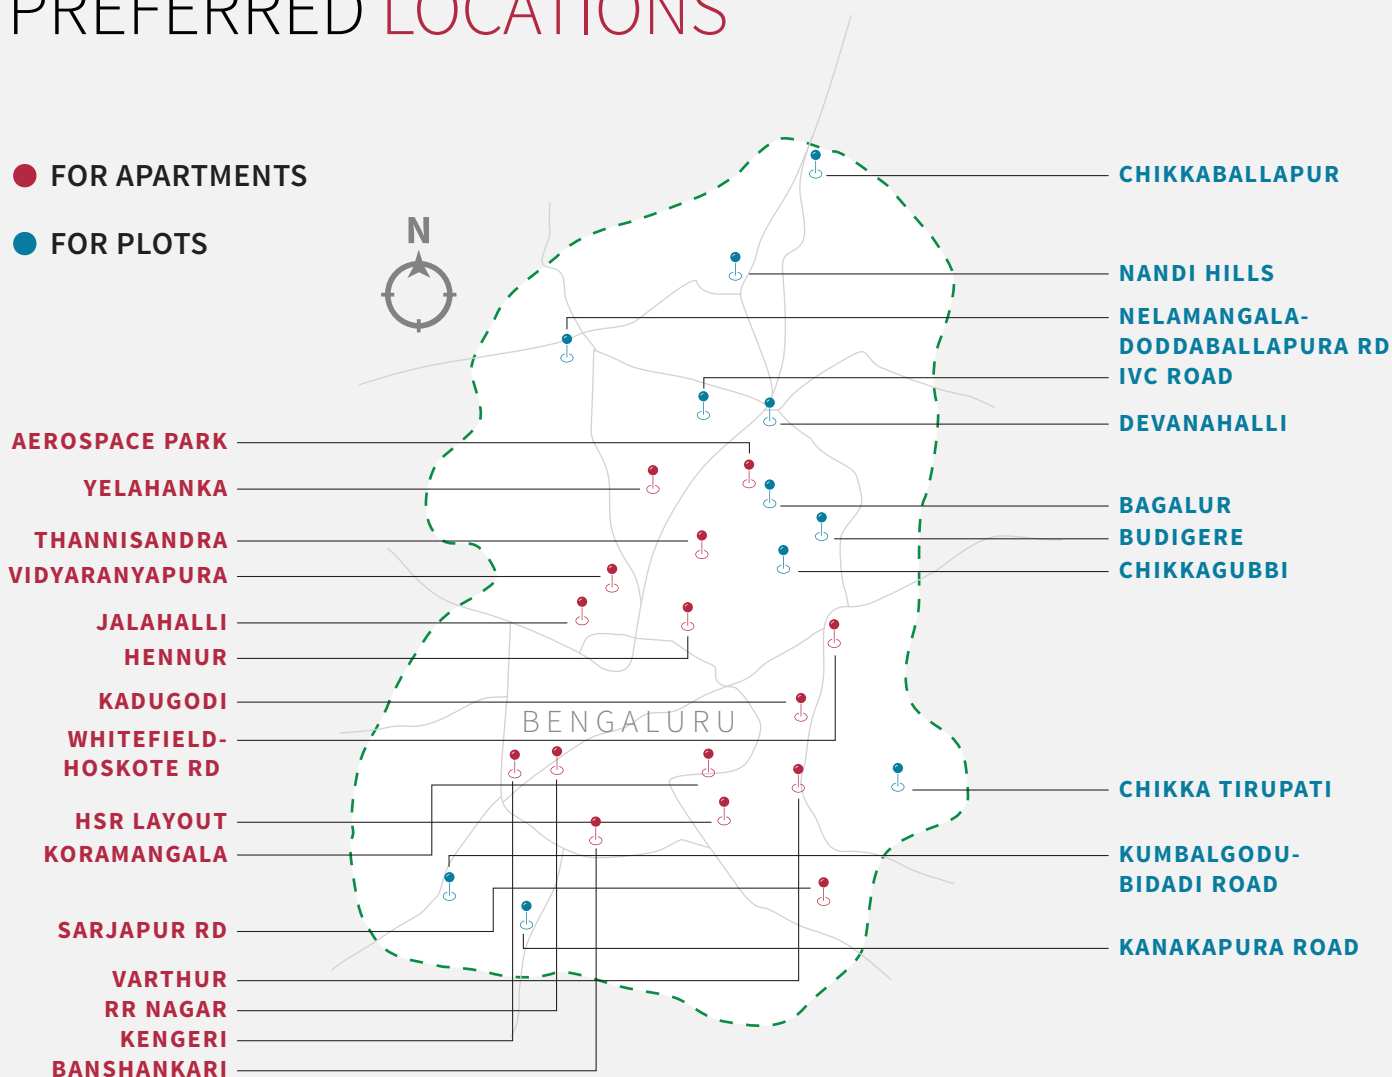 PREFERRED LOCATIONS
FOR APARTMENTS
FOR PLOTS
N
AEROSPACE PARK
YELAHANKA
THANNISANDRA
VIDYARANYAPURA
JALAHALLI
HENNUR
KADUGODI
WHITEFIELD-
HOSKOTE RD
HSR LAYOUT
KORAMANGALA
SARJAPUR RD
VARTHUR
RR NAGAR
KENGERI
BANSHANKARI
BENGALURU
CHIKKABALLAPUR
NANDI HILLS
NELAMANGALA-
DODDABALLAPURA RD
IVC ROAD
DEVANAHALLI
BAGALUR
BUDIGERE
CHIKKAGUBBI
CHIKKA TIRUPATI
KUMBALGODU-
BIDADI ROAD
KANAKAPURA ROAD